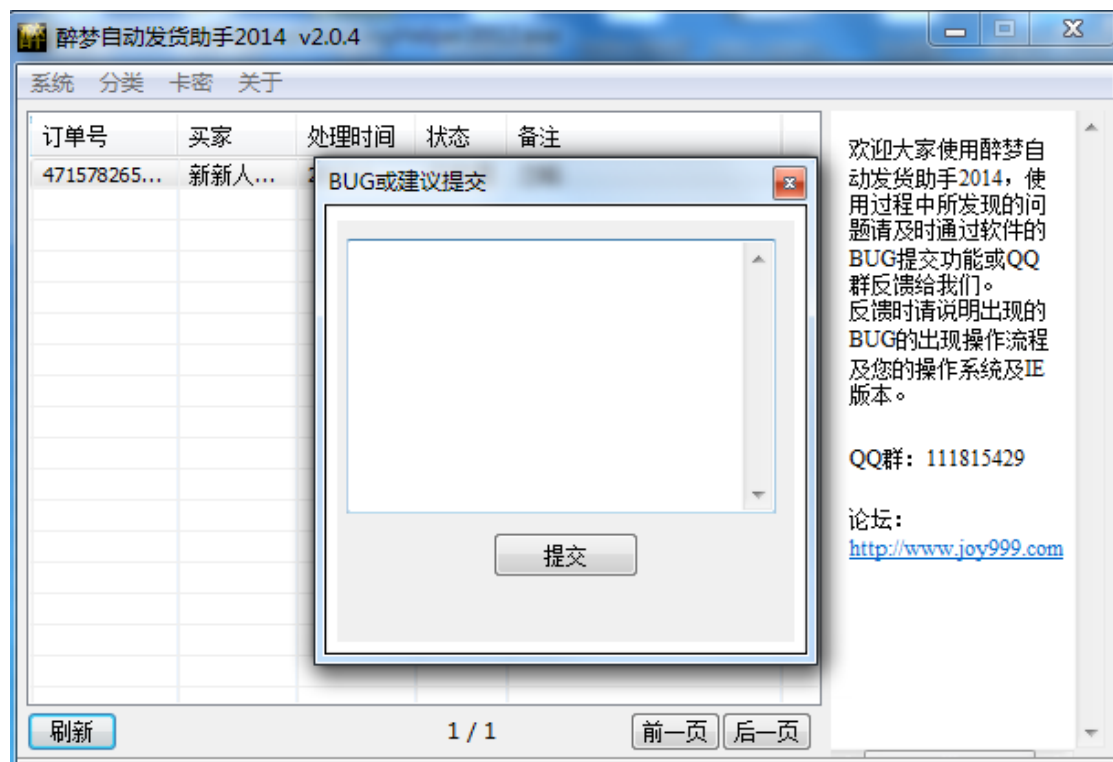 醉梦自动发货助手2014 v2.0.4
系统 分类 卡密 关于
订单号 买家 处理时间 状态 备注
471578265... 新新人...
BUG或建议提交
提交
欢迎大家使用醉梦自
动发货助手2014，使
用过程中所发现的问
题请及时通过软件的
BUG提交功能或QQ
群反馈给我们。
反馈时请说明出现的
BUG的出现操作流程
及您的操作系统及IE
版本。
QQ群：111815429
论坛：
http://www.joy999.com
刷新 1 / 1 前一页 后一页